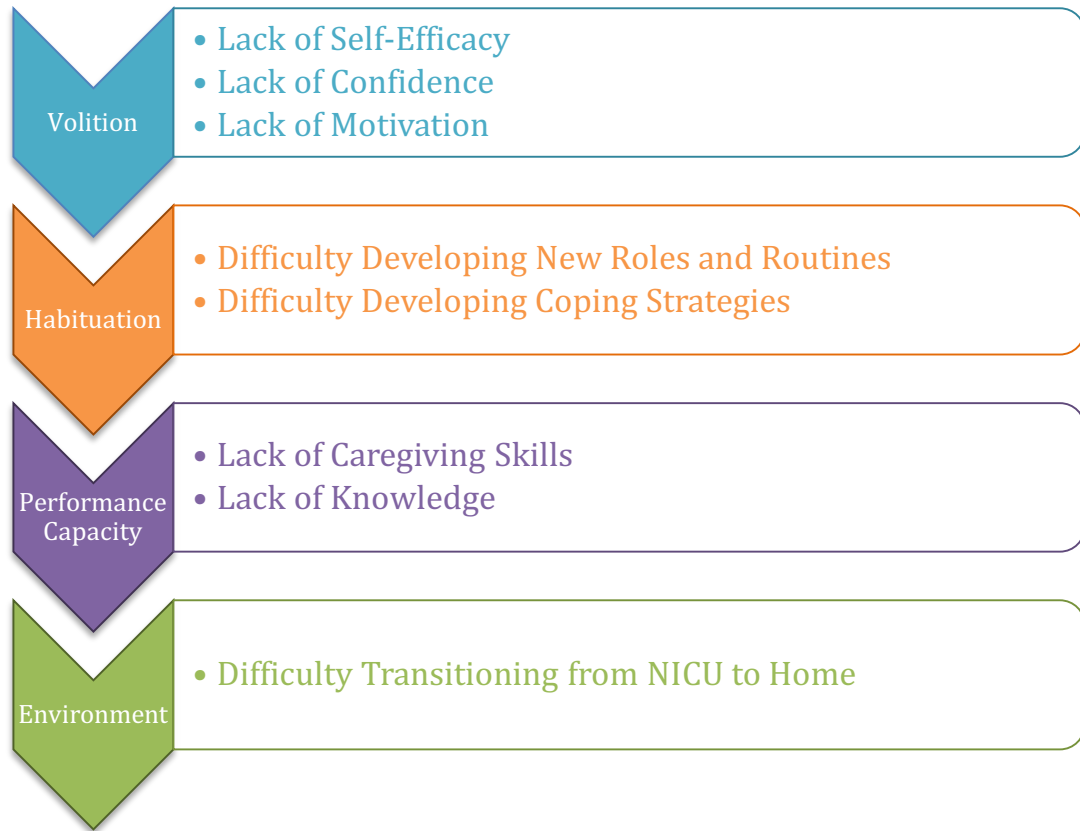 Volition
• Lack of Self-Efficacy
• Lack of Confidence
• Lack of Motivation
Habituation
• Difficulty Developing New Roles and Routines
• Difficulty Developing Coping Strategies
Performance
Capacity
• Lack of Caregiving Skills
• Lack of Knowledge
Environment
• Difficulty Transitioning from NICU to Home